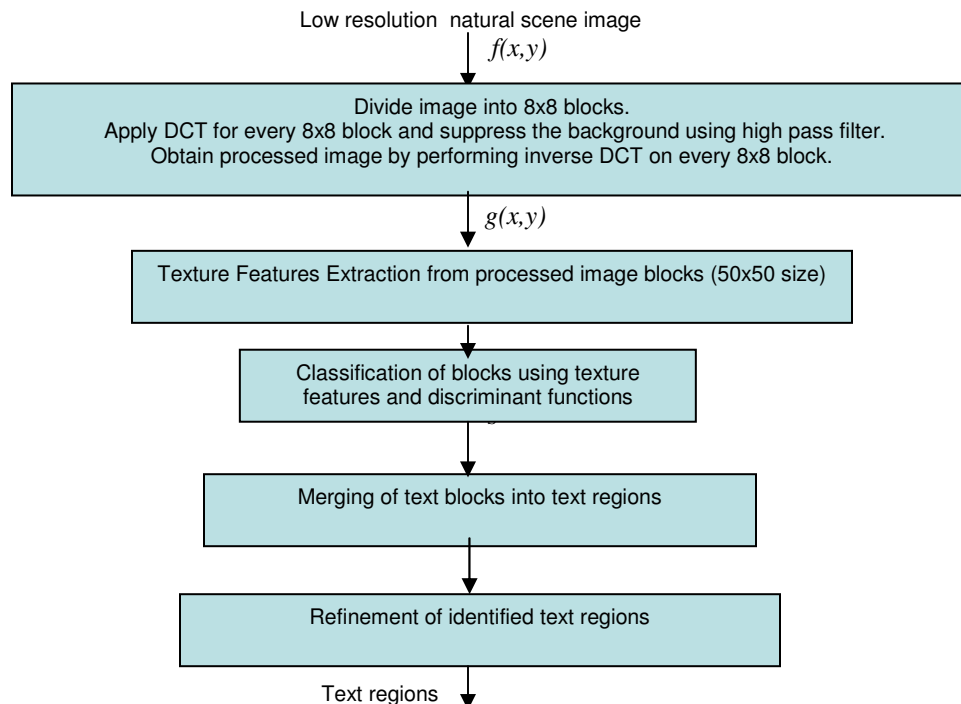 Low resolution natural scene image
f(x,y)
Divide image into 8x8 blocks.
Apply DCT for every 8x8 block and suppress the background using high pass filter.
Obtain processed image by performing inverse DCT on every 8x8 block.
g(x,y)
Texture Features Extraction from processed image blocks (50x50 size)
Classification of blocks using texture
features and discriminant functions
Merging of text blocks into text regions
Refinement of identified text regions
Text regions